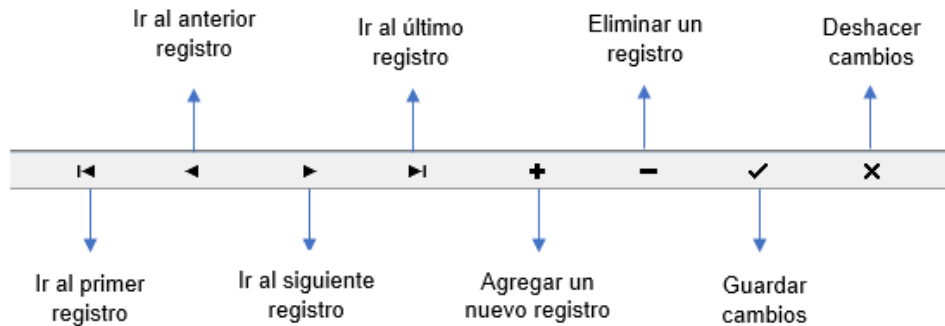 Ir al anterior
registro
Ir al último
registro
Eliminar un
registro
Deshacer
cambios
Ir al primer
registro
Ir al siguiente
registro
Agregar un
nuevo registro
Guardar
cambios